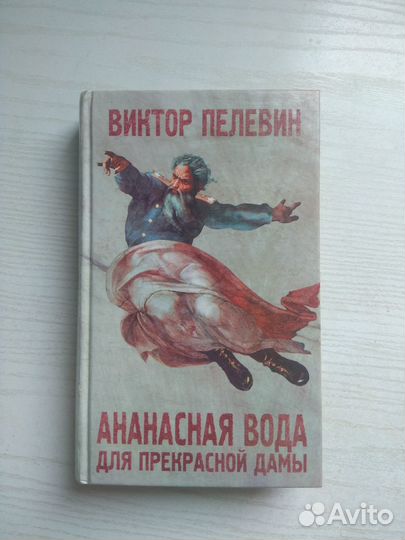 ВИКТОР ПЕЛЕВИН
АНАНАСНАЯ ВОДА
ДЛЯ ПРЕКРАСНОЙ ДАМЫ
Avito